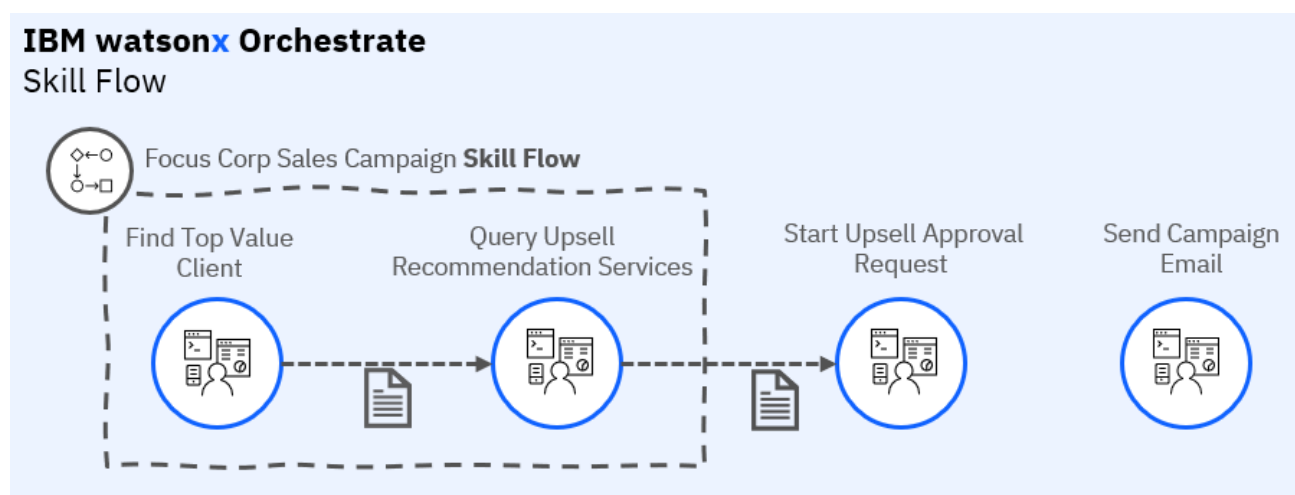 IBM watsonx Orchestrate
Skill Flow
Focus Corp Sales Campaign Skill Flow
Find Top Value
Client
Query Upsell
Recommendation Services
Start Upsell Approval
Request
Send Campaign
Email